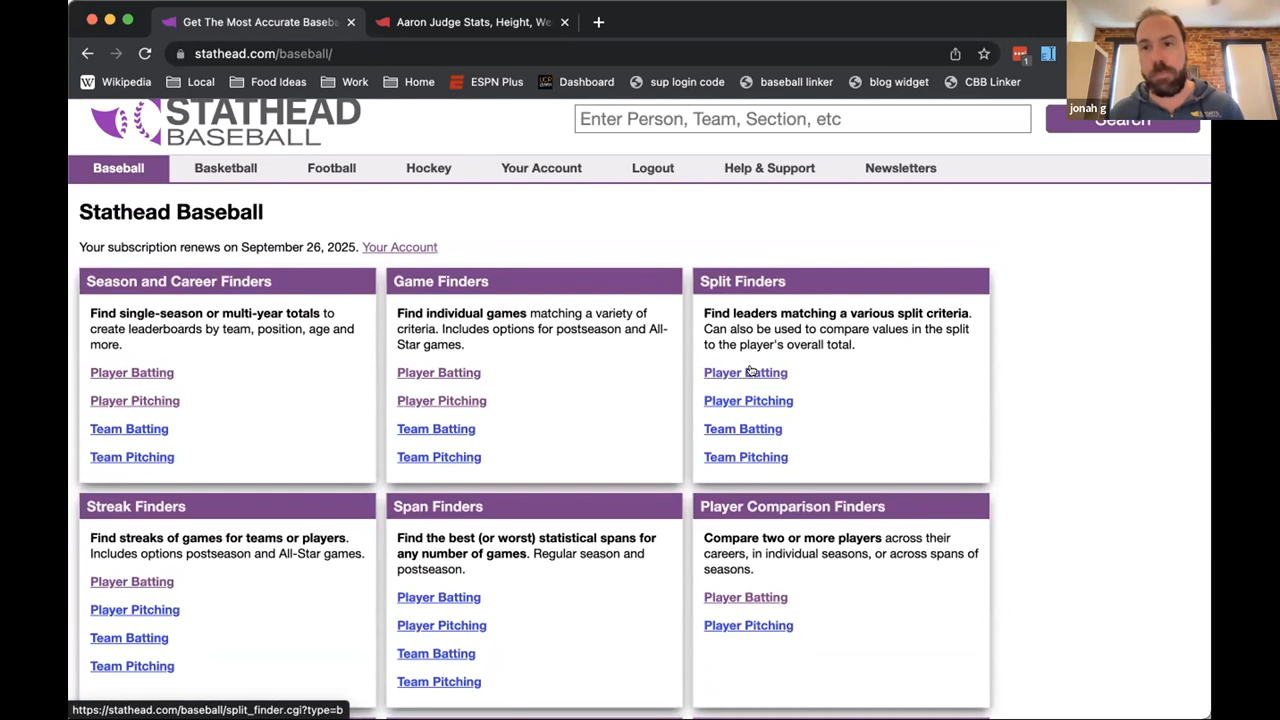 Get The Most Accurate Baseba
Aaron Judge Stats, Height, We
stathead.com/baseball/
1
Wikipedia
Local
Food Ideas
Work
Home
ESPN Plus
Dashboard
sup login code
baseball linker
blog widget
CBB Linker
jonah g
STATHEAD
BASEBALL
Enter Person, Team, Section, etc
Search
Baseball
Basketball
Football
Hockey
Your Account
Logout
Help & Support
Newsletters
Stathead Baseball
Your subscription renews on September 26, 2025. Your Account
Season and Career Finders
Find single-season or multi-year totals to
create leaderboards by team, position, age and
more.
Player Batting
Player Pitching
Team Batting
Team Pitching
Game Finders
Find individual games matching a variety of
criteria. Includes options for postseason and All-
Star games.
Player Batting
Player Pitching
Team Batting
Team Pitching
Split Finders
Find leaders matching a various split criteria.
Can also be used to compare values in the split
to the player's overall total.
Player Batting
Player Pitching
Team Batting
Team Pitching
Streak Finders
Find streaks of games for teams or players.
Includes options postseason and All-Star games.
Player Batting
Player Pitching
Team Batting
Team Pitching
Span Finders
Find the best (or worst) statistical spans for
any number of games. Regular season and
postseason.
Player Batting
Player Pitching
Team Batting
Team Pitching
Player Comparison Finders
Compare two or more players across their
careers, in individual seasons, or across spans of
seasons.
Player Batting
Player Pitching
https://stathead.com/baseball/split_finder.cgi?type=b